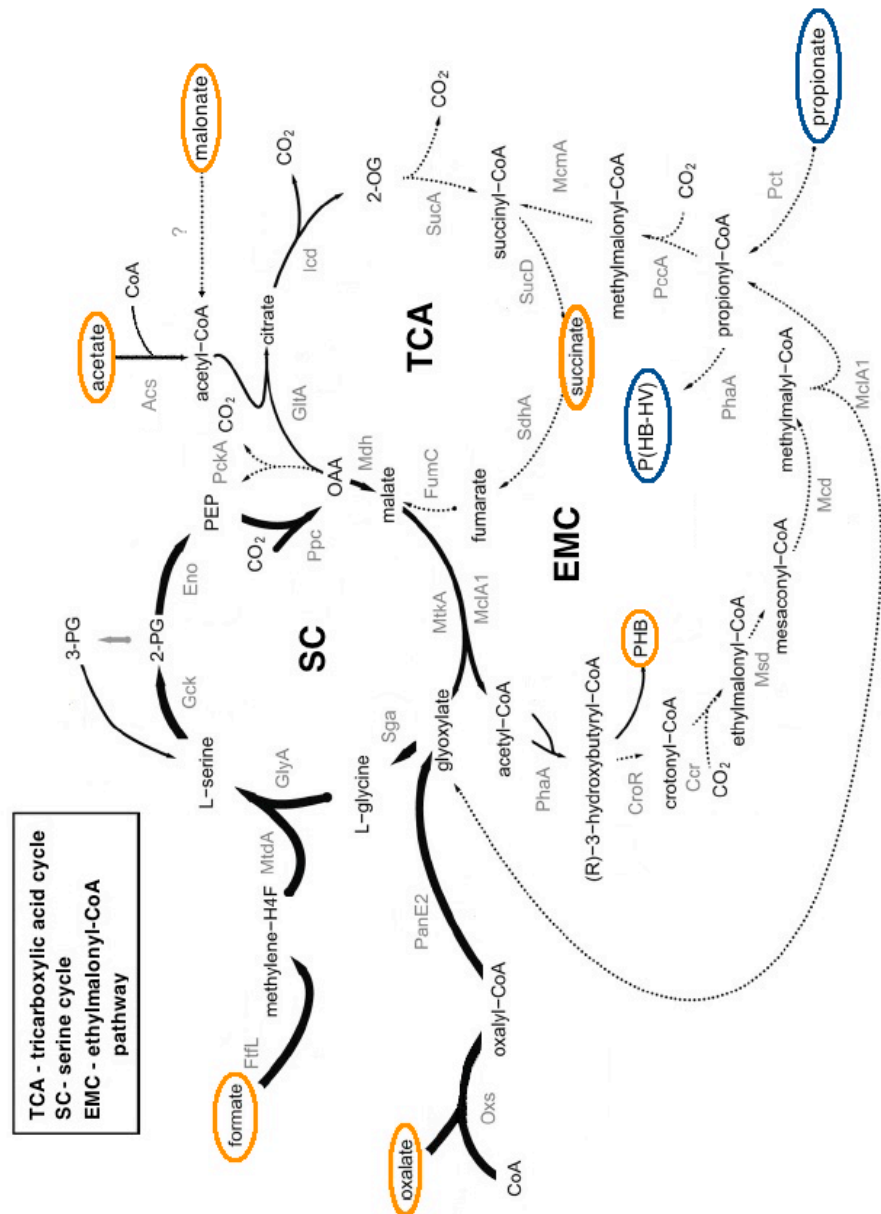 TCA - tricarboxylic acid cycle
SC- serine cycle
EMC - ethylmalonyl-CoA
pathway
formate
FtfL
methylene-H4F
MtdA
GlyA
L-serine
3-PG
Gck
2-PG
Eno
PEP
PckA
CO2
Ppc
CO2
OAA
Mdh
malate
SC
Sga
L-glycine
glyoxylate
MtkA
MclA1
PanE2
oxalyl-CoA
oxalate
Oxs
CoA
acetate
Acs
CoA
acetyl-CoA
?
malonate
GltA
citrate
Icd
CO2
2-OG
CO2
SucA
TCA
succinyl-CoA
SucD
succinate
SdhA
fumarate
FumC
McmA
methylmalonyl-CoA
PccA
CO2
propionyl-CoA
Pct
propionate
PhaA
P(HB-HV)
EMC
acetyl-CoA
PhaA
(R)-3-hydroxybutyryl-CoA
PHB
CroR
crotonyl-CoA
Ccr
CO2
ethylmalonyl-CoA
Msd
mesaconyl-CoA
Mcd
methylmalyl-CoA
MclA1